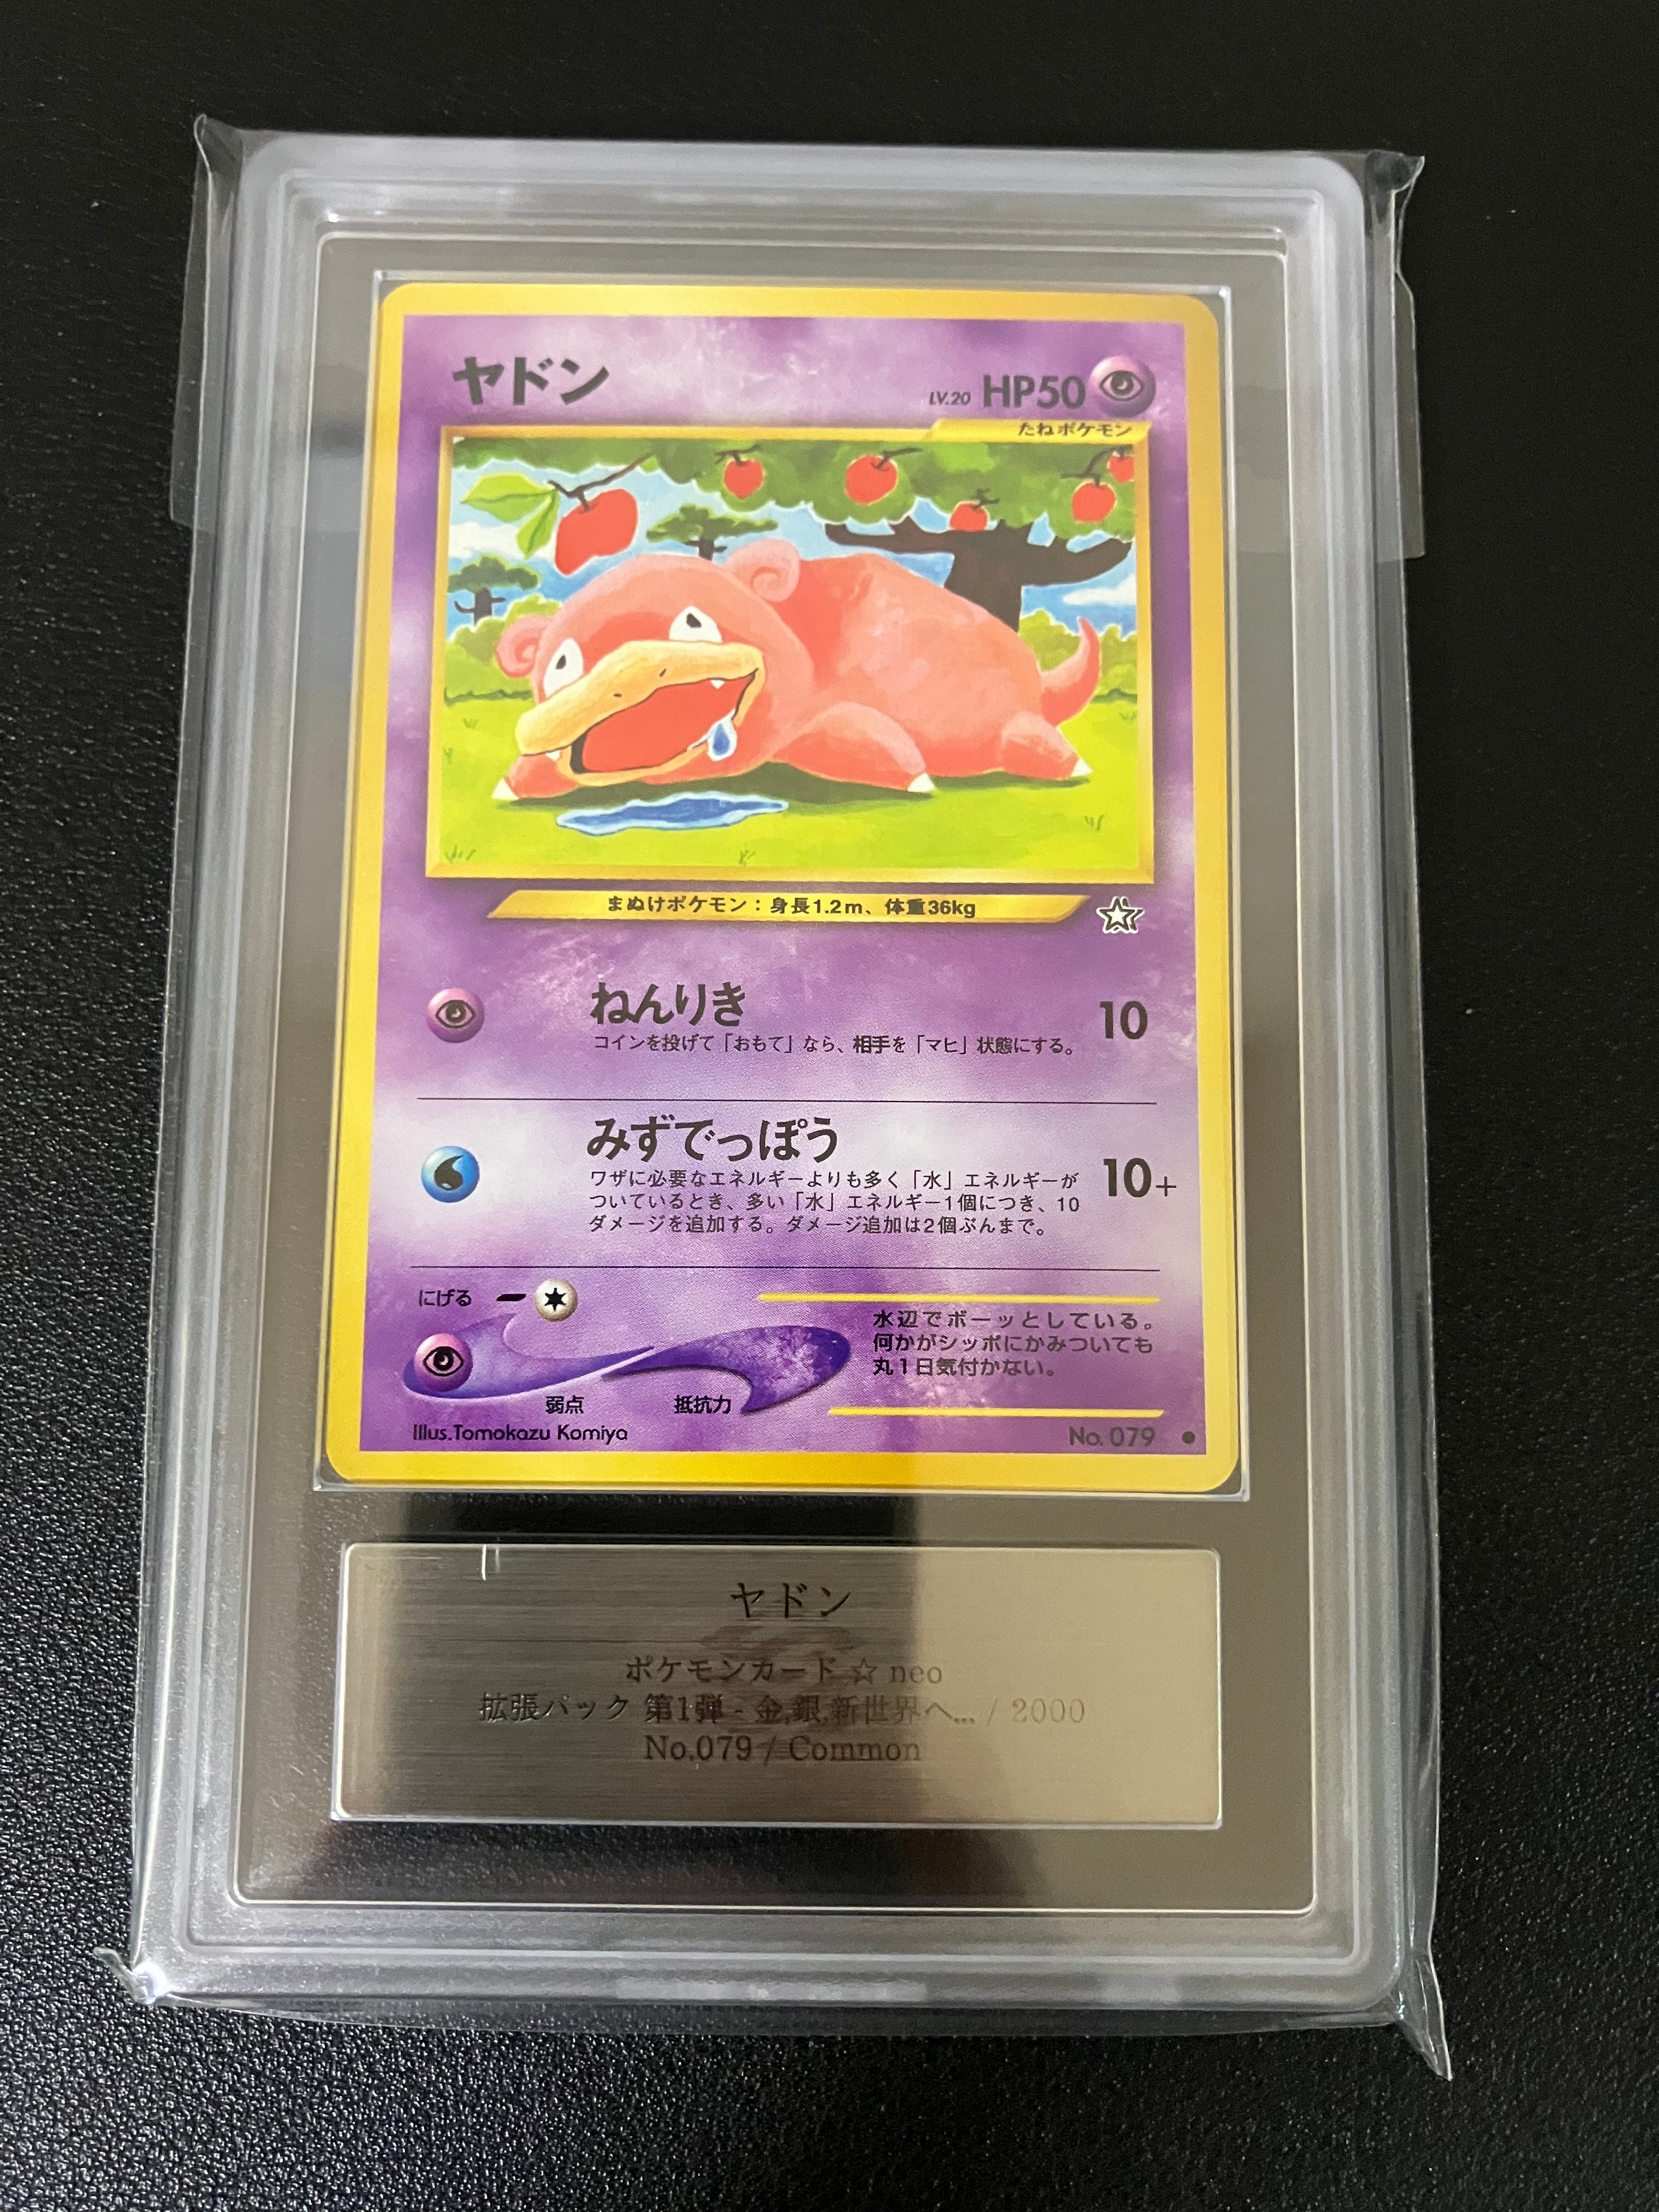 ヤドン
LV.20 HP50
たねポケモン
まぬけポケモン：身長1.2m、体重36kg
ねんりき 10
コインを投げて「おもて」なら、相手を「マヒ」状態にする。
みずでっぽう 10+
ワザに必要なエネルギーよりも多く「水」エネルギーが
ついているとき、多い「水」エネルギー1個につき、10
ダメージを追加する。ダメージ追加は2個ぶんまで。
にげる
水辺でボーッとしている。
何かがシッポにかみついても
丸1日気付かない。
弱点 抵抗力
Illus.Tomokazu Komiya
No.079 ●
ヤドン
ポケモンカード ☆ neo
拡張パック 第1弾 - 金,銀,新世界へ... / 2000
No.079 / Common